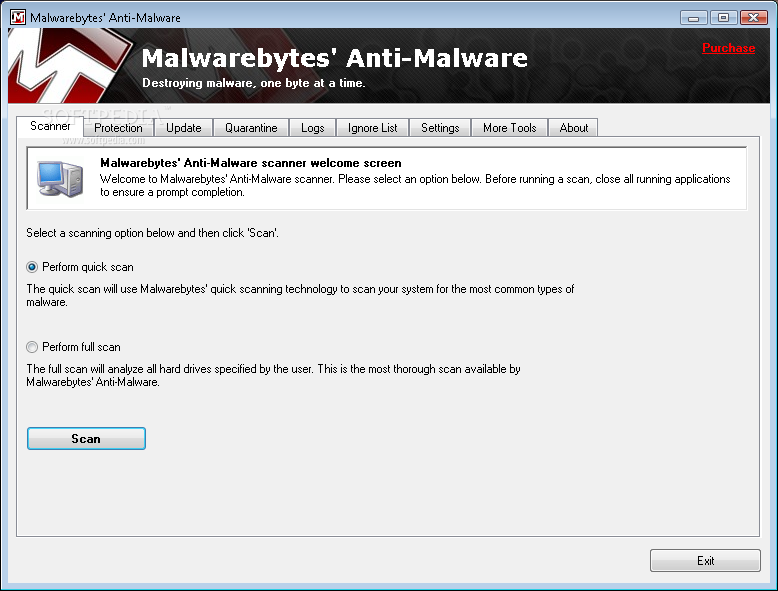 Malwarebytes' Anti-Malware
Malwarebytes' Anti-Malware
Purchase
Destroying malware, one byte at a time.
SOFTPEDIA
www.softpedia.com
Scanner Protection Update Quarantine Logs Ignore List Settings More Tools About
Malwarebytes' Anti-Malware scanner welcome screen
Welcome to Malwarebytes' Anti-Malware scanner. Please select an option below. Before running a scan, close all running applications
to ensure a prompt completion.
Select a scanning option below and then click 'Scan'.
Perform quick scan
The quick scan will use Malwarebytes' quick scanning technology to scan your system for the most common types of
malware.
Perform full scan
The full scan will analyze all hard drives specified by the user. This is the most thorough scan available by
Malwarebytes' Anti-Malware.
Scan
Exit